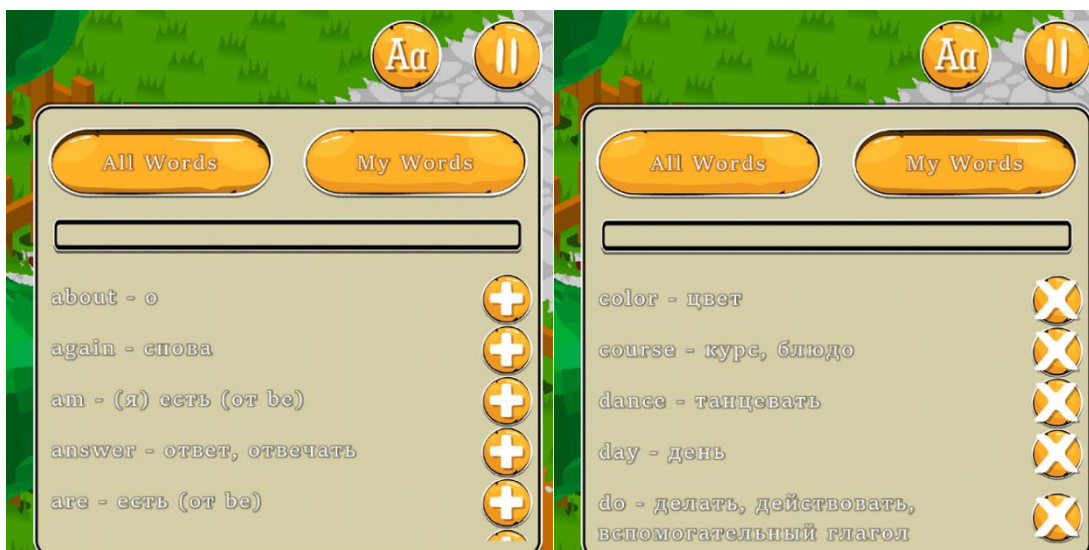 Aa
All Words
My Words
about - о
again - снова
am - (я) есть (от be)
answer - ответ, отвечать
are - есть (от be)
Aa
All Words
My Words
color - цвет
course - курс, блюдо
dance - танцевать
day - день
do - делать, действовать,
вспомогательный глагол